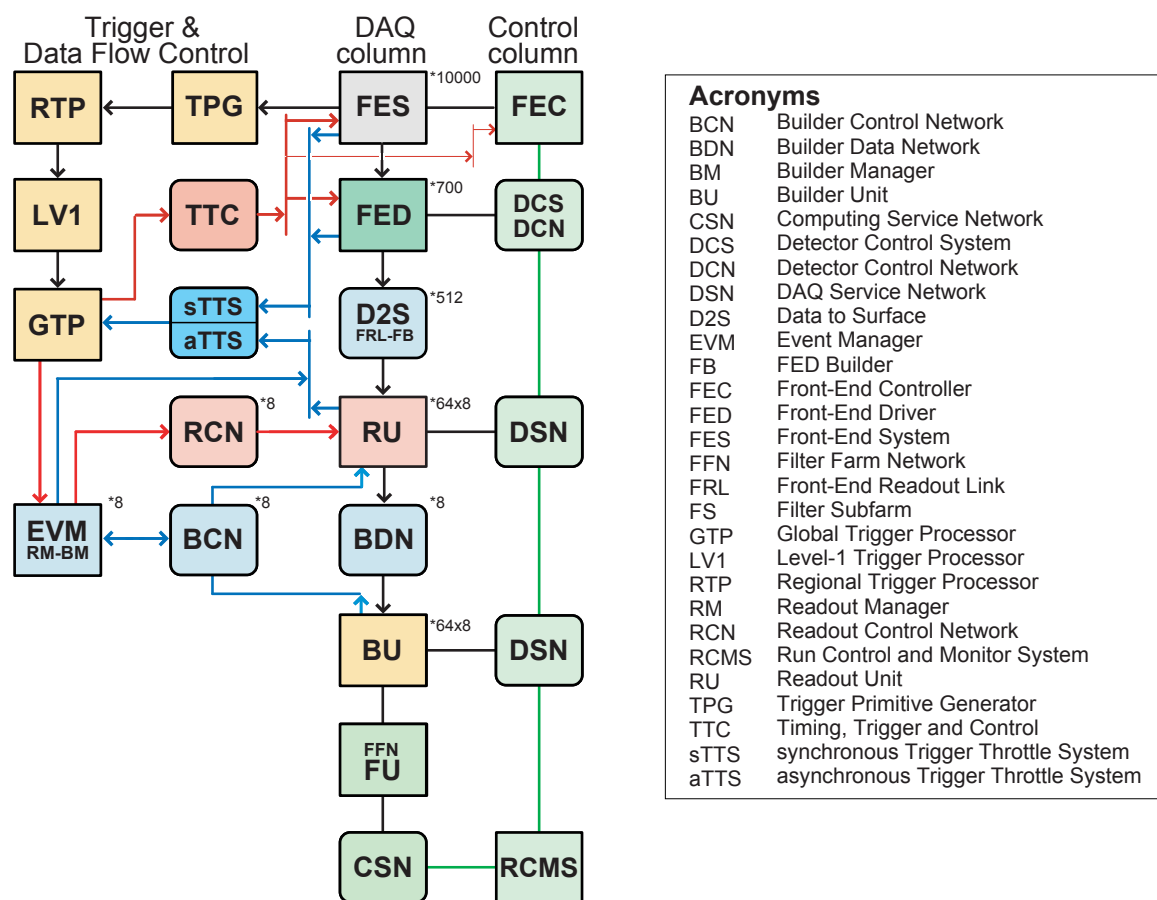 Trigger &
Data Flow Control
DAQ
column
Control
column
RTP
TPG
FES
*10000
FEC
LV1
TTC
FED
*700
DCS
DCN
GTP
sTTS
aTTS
D2S
FRL-FB
*512
RCN
*8
RU
*64x8
DSN
EVM
RM-BM
*8
BCN
*8
BDN
*8
BU
*64x8
DSN
FFN
FU
CSN
RCMS
Acronyms
BCN Builder Control Network
BDN Builder Data Network
BM Builder Manager
BU Builder Unit
CSN Computing Service Network
DCS Detector Control System
DCN Detector Control Network
DSN DAQ Service Network
D2S Data to Surface
EVM Event Manager
FB FED Builder
FEC Front-End Controller
FED Front-End Driver
FES Front-End System
FFN Filter Farm Network
FRL Front-End Readout Link
FS Filter Subfarm
GTP Global Trigger Processor
LV1 Level-1 Trigger Processor
RTP Regional Trigger Processor
RM Readout Manager
RCN Readout Control Network
RCMS Run Control and Monitor System
RU Readout Unit
TPG Trigger Primitive Generator
TTC Timing, Trigger and Control
sTTS synchronous Trigger Throttle System
aTTS asynchronous Trigger Throttle System